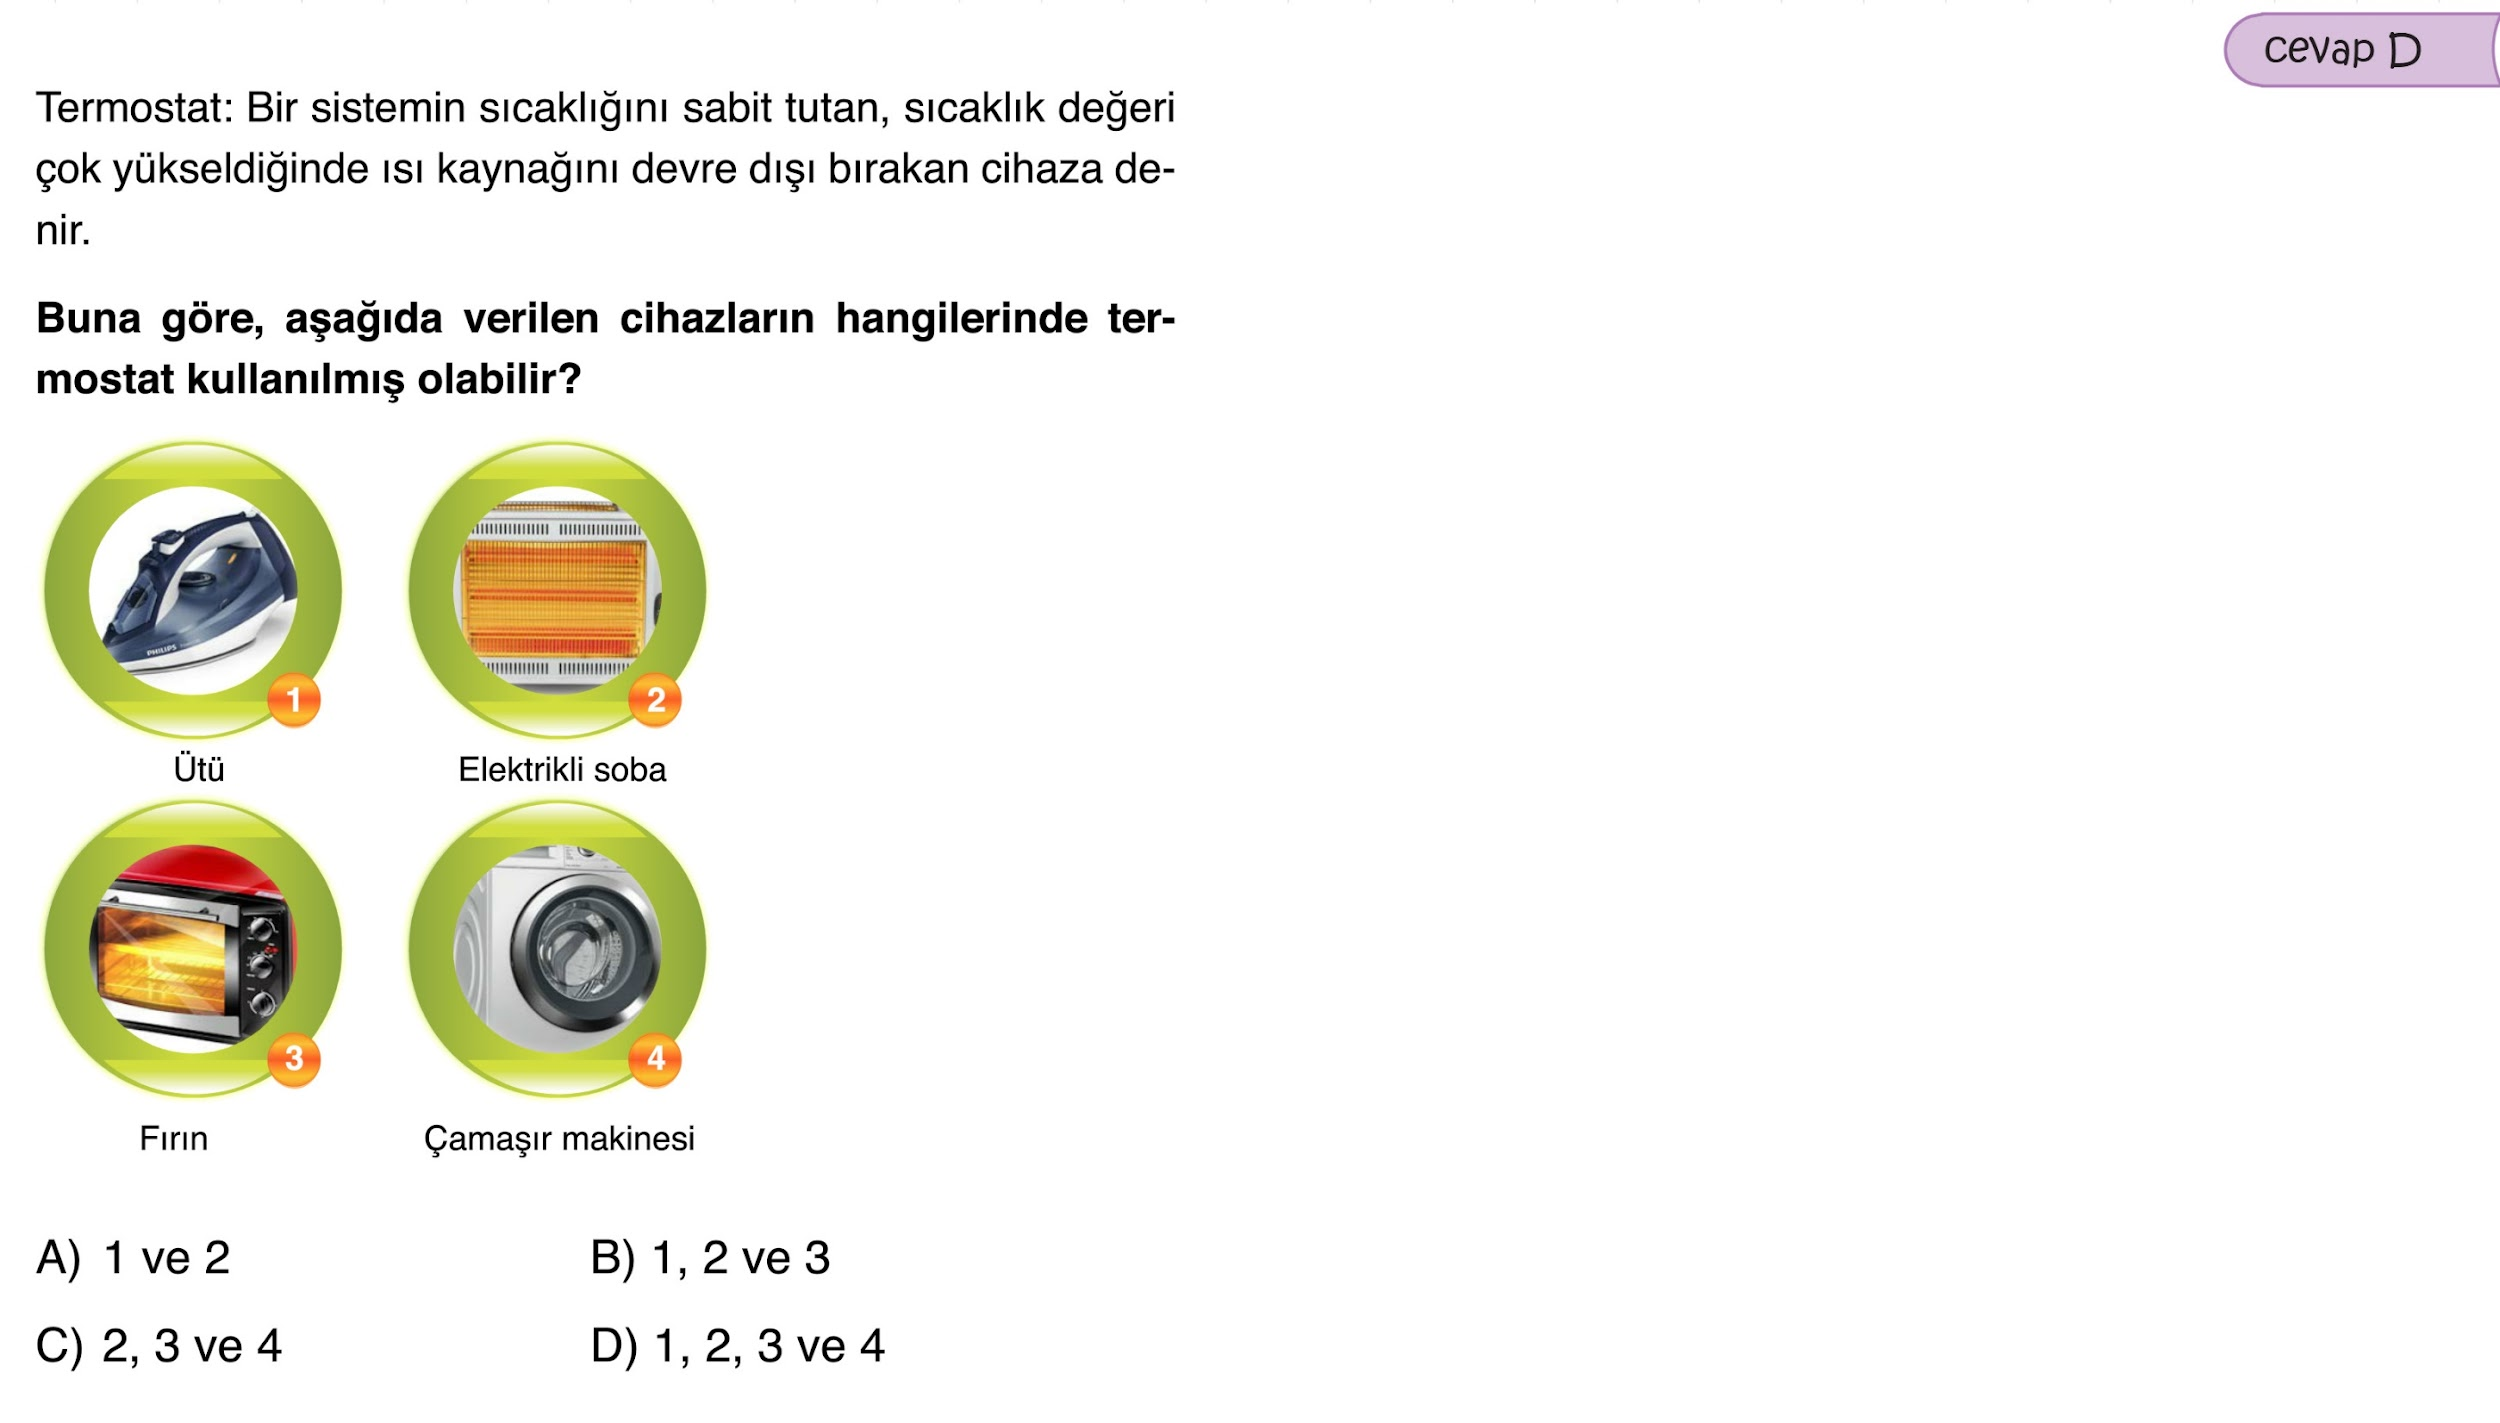 cevap D
Termostat: Bir sistemin sıcaklığını sabit tutan, sıcaklık değeri
çok yükseldiğinde ısı kaynağını devre dışı bırakan cihaza de-
nir.
Buna göre, aşağıda verilen cihazların hangilerinde ter-
mostat kullanılmış olabilir?
PHILIPS
1
2
Ütü
Elektrikli soba
3
4
Fırın
Çamaşır makinesi
A) 1 ve 2
B) 1, 2 ve 3
C) 2, 3 ve 4
D) 1, 2, 3 ve 4